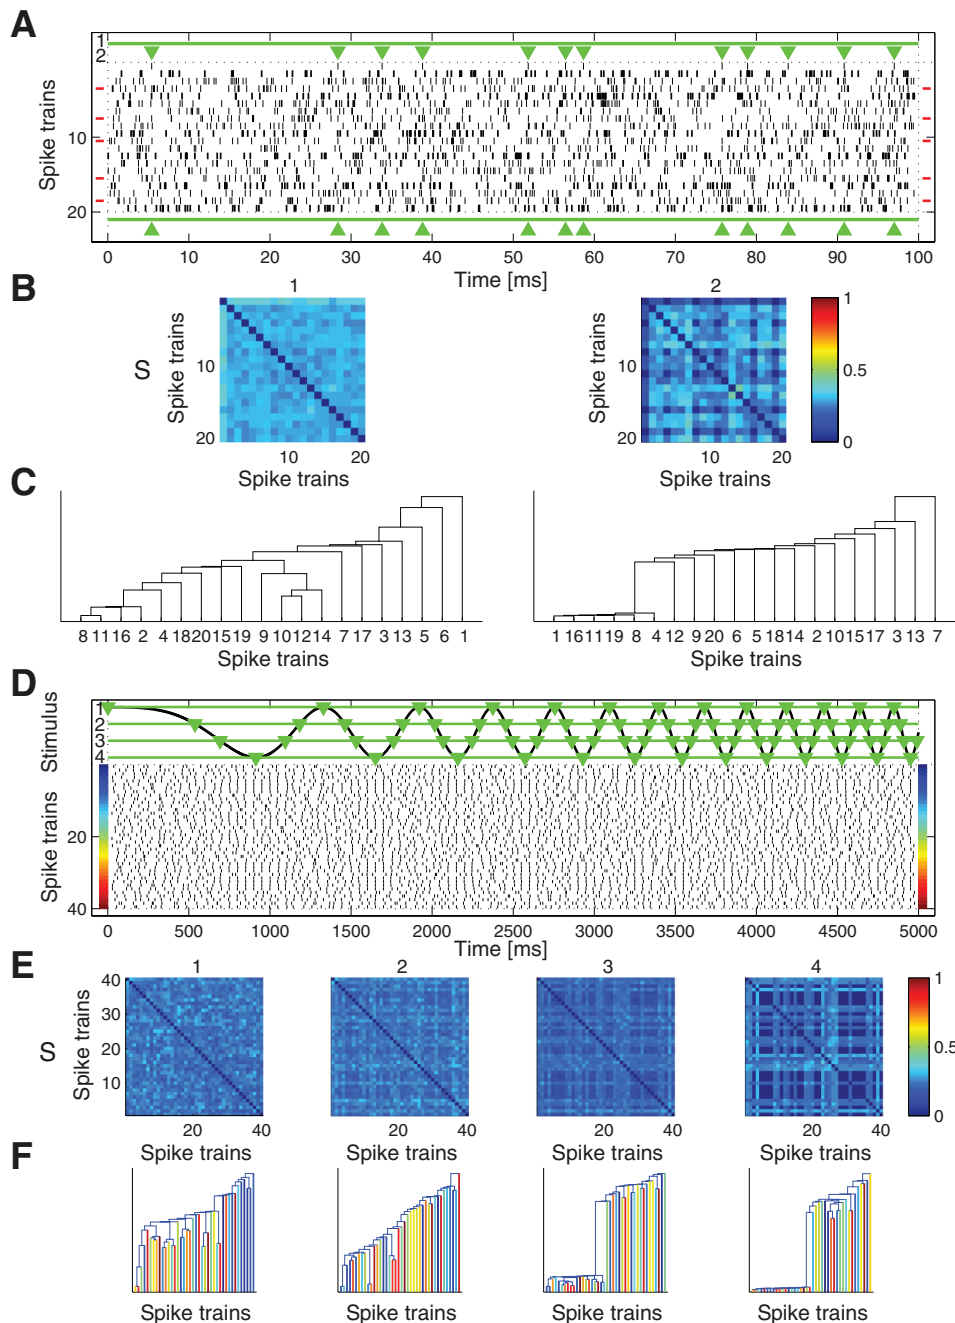 A
1
2
10
20
Spike trains
0 10 20 30 40 50 60 70 80 90 100
Time [ms]
B
1 2
S
Spike trains
10
20
10 20
Spike trains
Spike trains
10
20
10 20
Spike trains
1
0.5
0
C
8 11 16 2 4 18 20 15 19 9 10 12 14 7 17 3 13 5 6 1
Spike trains
1 16 11 19 8 4 12 9 20 6 5 18 14 2 10 15 17 3 13 7
Spike trains
D
Stimulus
1
2
3
4
Spike trains
20
40
0 500 1000 1500 2000 2500 3000 3500 4000 4500 5000
Time [ms]
E
1 2 3 4
S
Spike trains
40
30
20
10
20 40
20 40
20 40
20 40
Spike trains Spike trains Spike trains Spike trains
1
0.5
0
F
Spike trains Spike trains Spike trains Spike trains